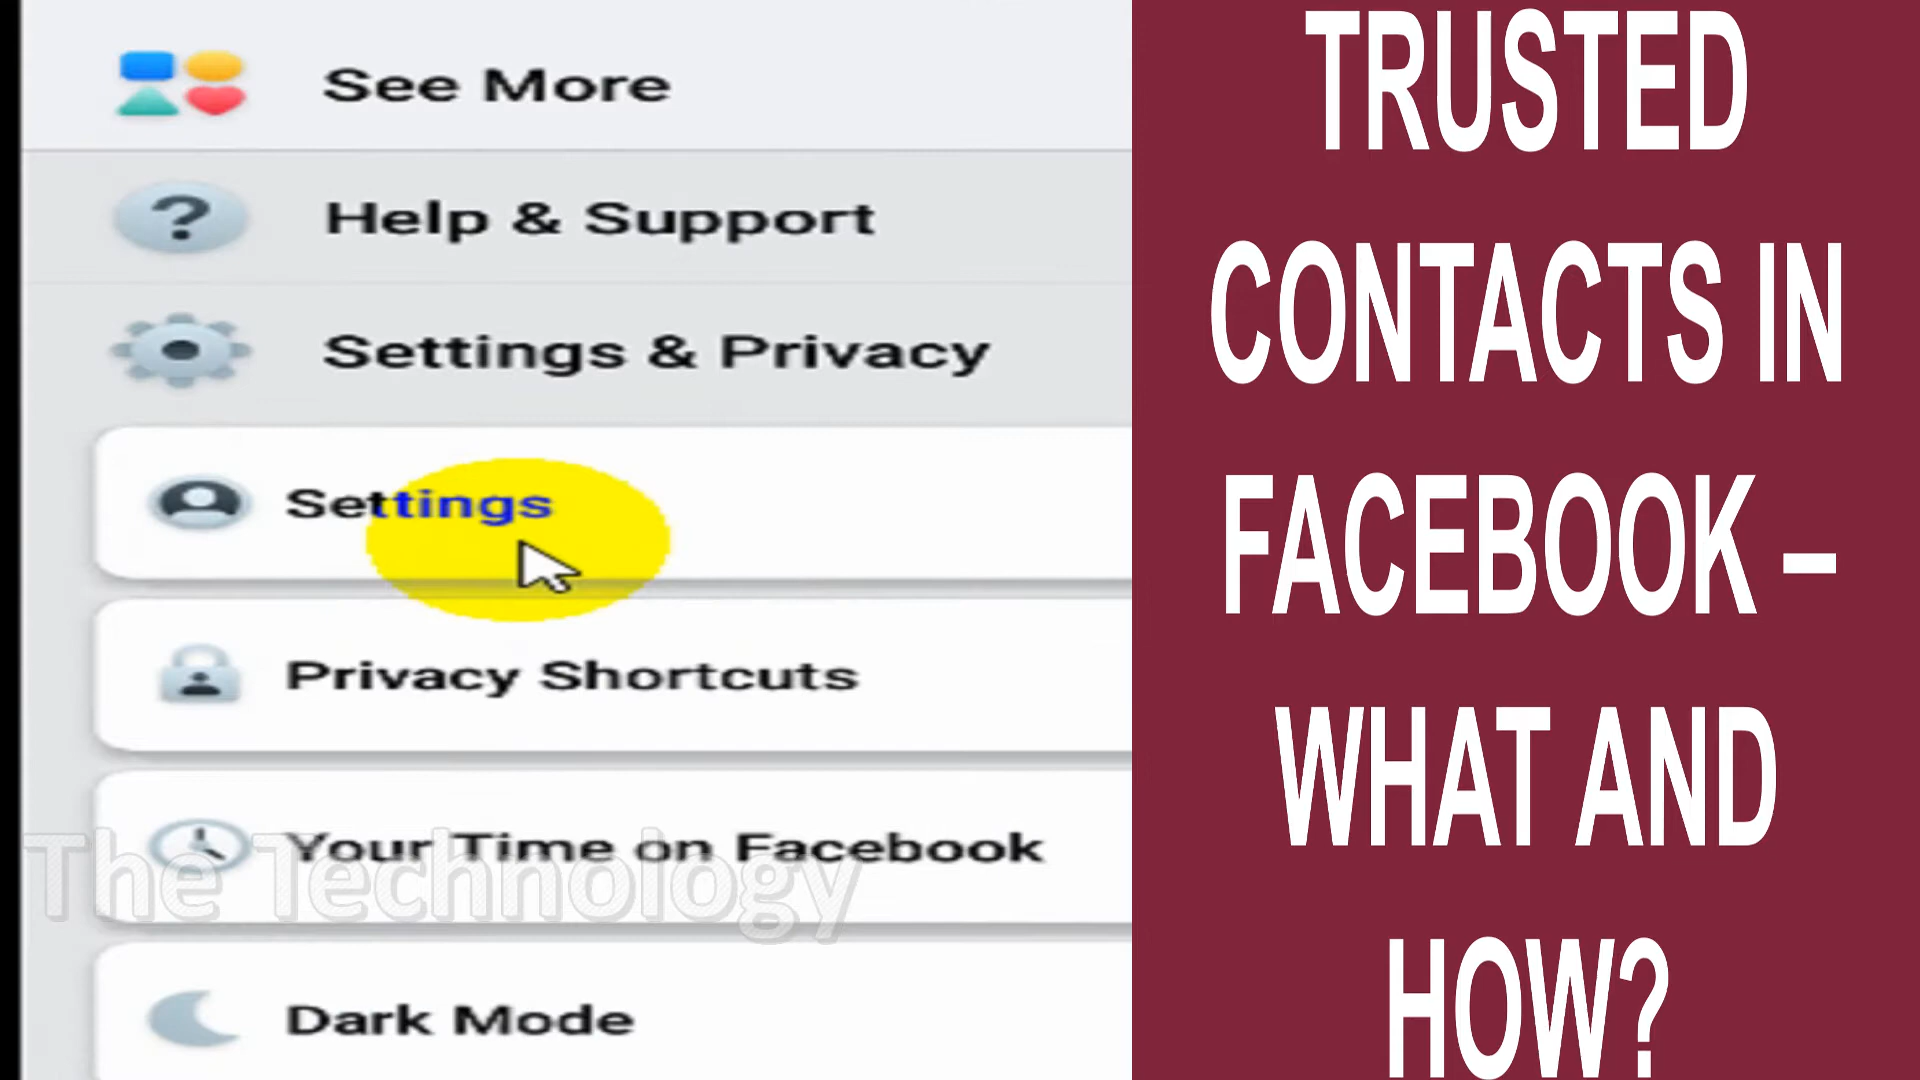 See More
Help & Support
Settings & Privacy
Settings
Privacy Shortcuts
Your Time on Facebook
The Technology
Dark Mode
TRUSTED
CONTACTS IN
FACEBOOK –
WHAT AND
HOW?